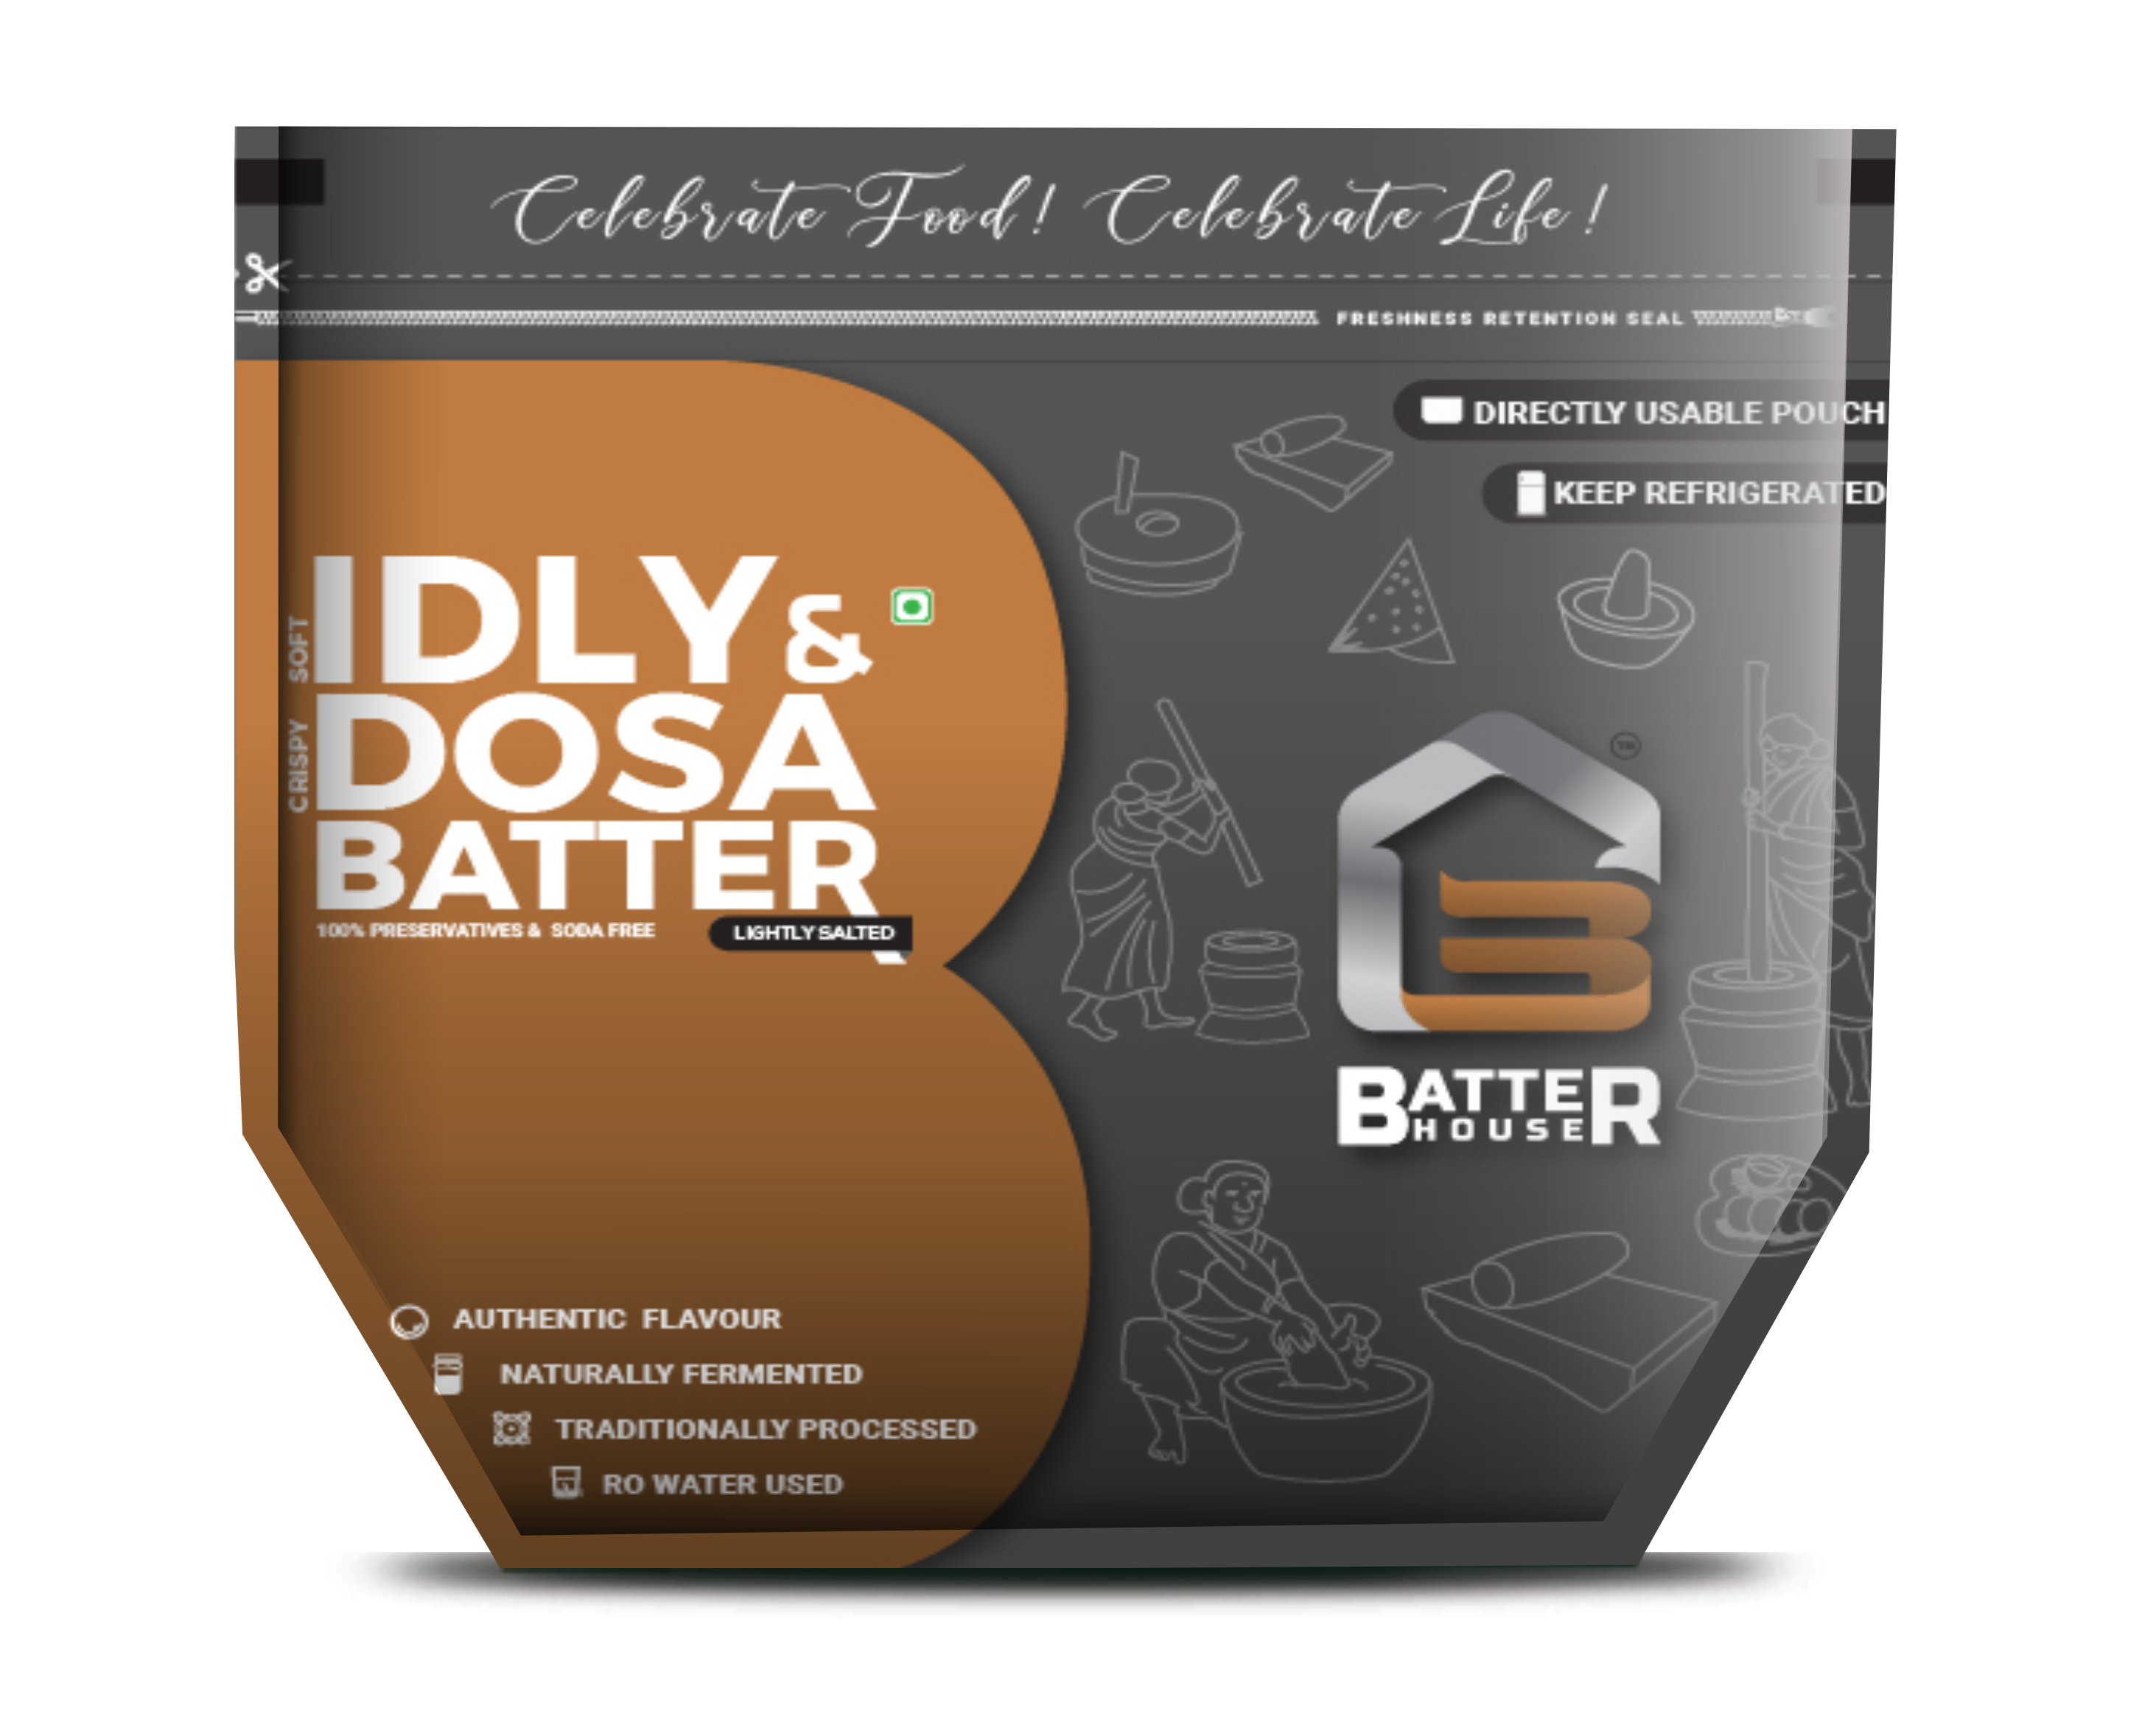 Celebrate Food! Celebrate Life!
FRESHNESS RETENTION SEAL
DIRECTLY USABLE POUCH
KEEP REFRIGERATED
SOFT
IDLY &
CRISPY
DOSA
BATTER
100% PRESERVATIVES & SODA FREE
LIGHTLY SALTED
TM
BATTER
HOUSE
AUTHENTIC FLAVOUR
NATURALLY FERMENTED
TRADITIONALLY PROCESSED
RO WATER USED